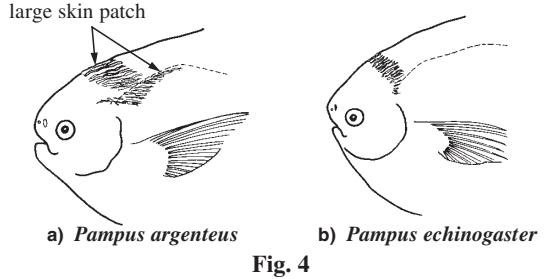 large skin patch
a) Pampus argenteus
b) Pampus echinogaster
Fig. 4